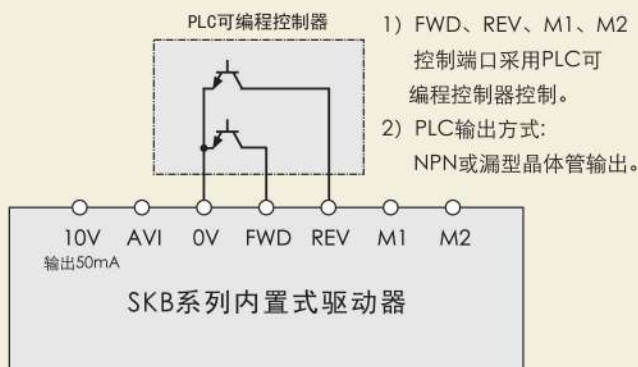 PLC可编程控制器
1）FWD、REV、M1、M2
控制端口采用PLC可
编程控制器控制。
2）PLC输出方式:
NPN或漏型晶体管输出。
10V AVI 0V FWD REV M1 M2
输出50mA
SKB系列内置式驱动器